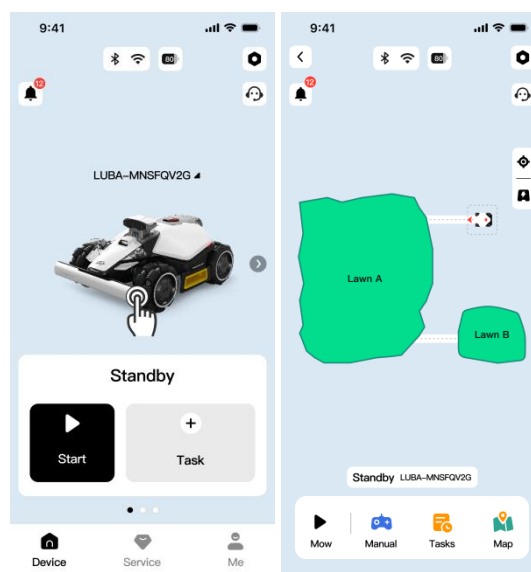 9:41
80
12
LUBA-MNSFQV2G
Standby
Start
Task
Device
Service
Me
9:41
80
12
Lawn A
Lawn B
Standby LUBA-MNSFQV2G
Mow
Manual
Tasks
Map